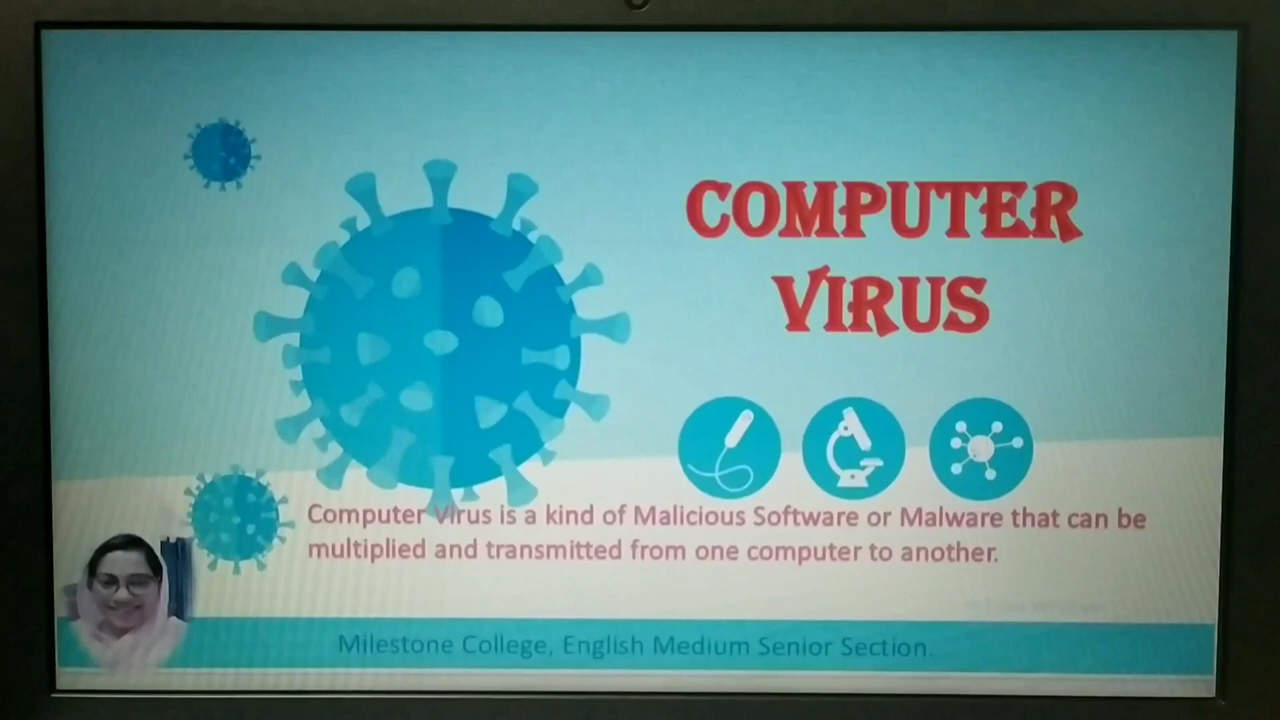 COMPUTER
VIRUS
Computer Virus is a kind of Malicious Software or Malware that can be
multiplied and transmitted from one computer to another.
Milestone College, English Medium Senior Section.